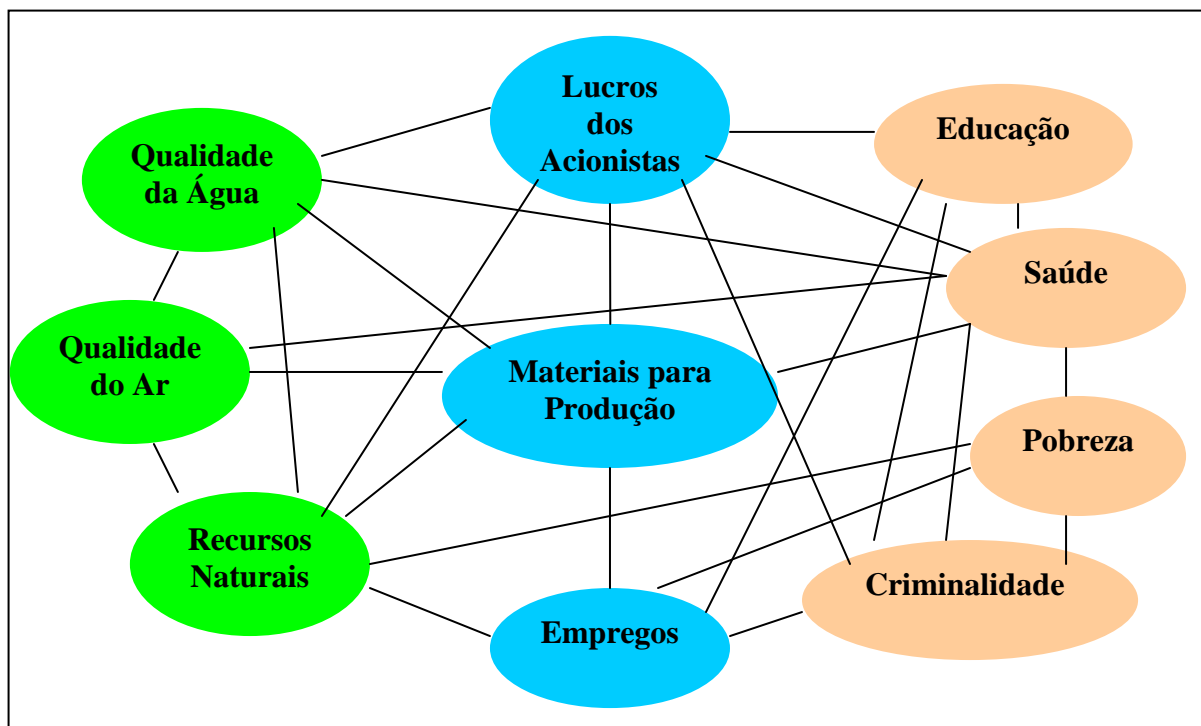 Lucros
dos
Acionistas
Educação
Qualidade
da Água
Saúde
Qualidade
do Ar
Materiais para
Produção
Pobreza
Recursos
Naturais
Criminalidade
Empregos